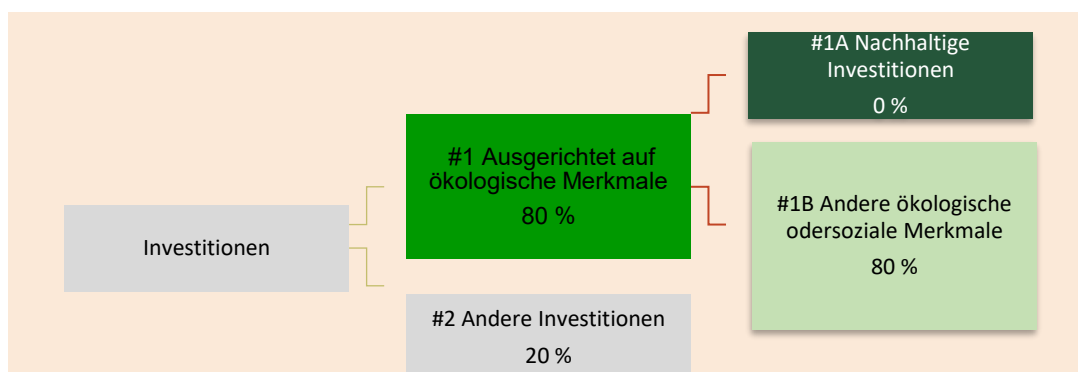 Investitionen
#1 Ausgerichtet auf
ökologische Merkmale
80 %
#2 Andere Investitionen
20 %
#1A Nachhaltige
Investitionen
0 %
#1B Andere ökologische
odersoziale Merkmale
80 %